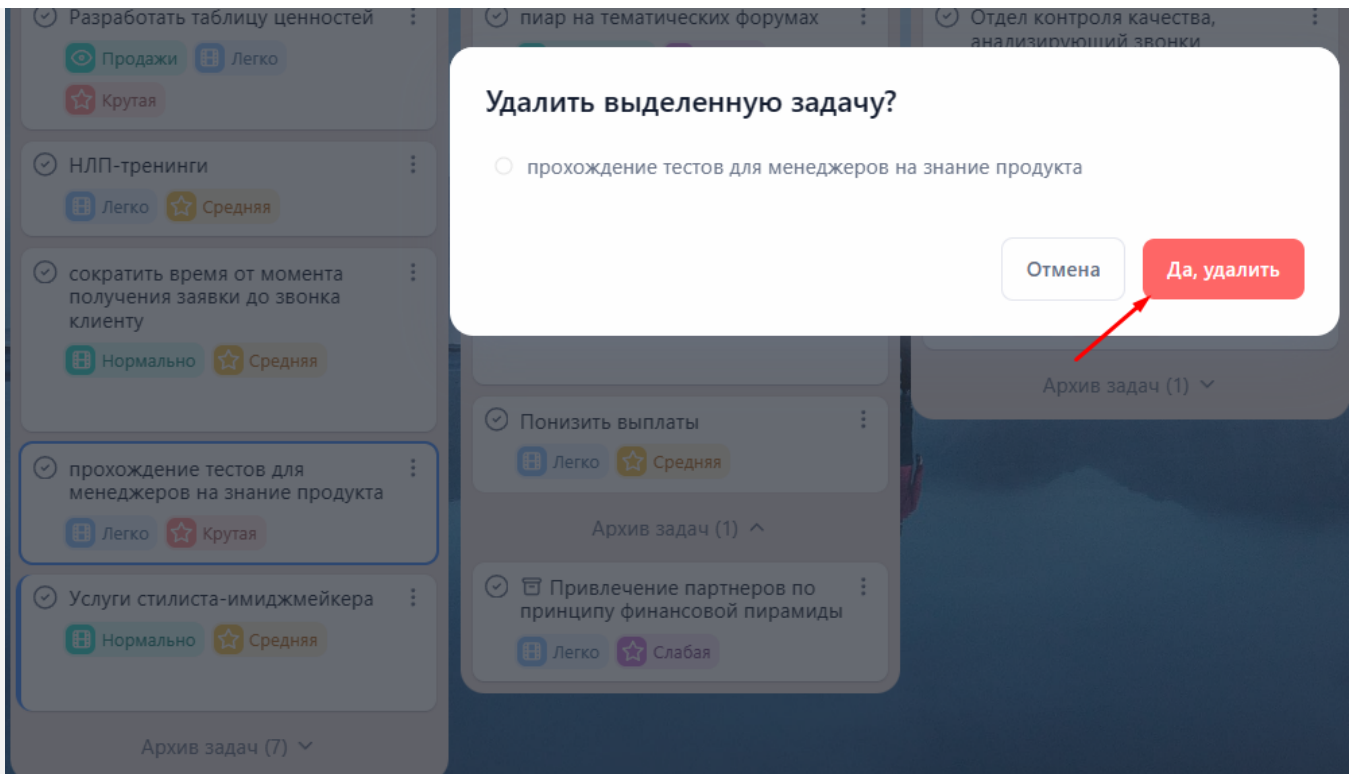 Разработать таблицу ценностей
Продажи Легко
Крутая
НЛП-тренинги
Легко Средняя
сократить время от момента
получения заявки до звонка
клиенту
Нормально Средняя
прохождение тестов для
менеджеров на знание продукта
Легко Крутая
Услуги стилиста-имиджмейкера
Нормально Средняя
Архив задач (7)
пиар на тематических форумах
Понизить выплаты
Легко Средняя
Архив задач (1)
Привлечение партнеров по
принципу финансовой пирамиды
Легко Слабая
Отдел контроля качества,
анализирующий звонки
Архив задач (1)
Удалить выделенную задачу?
прохождение тестов для менеджеров на знание продукта
Отмена
Да, удалить